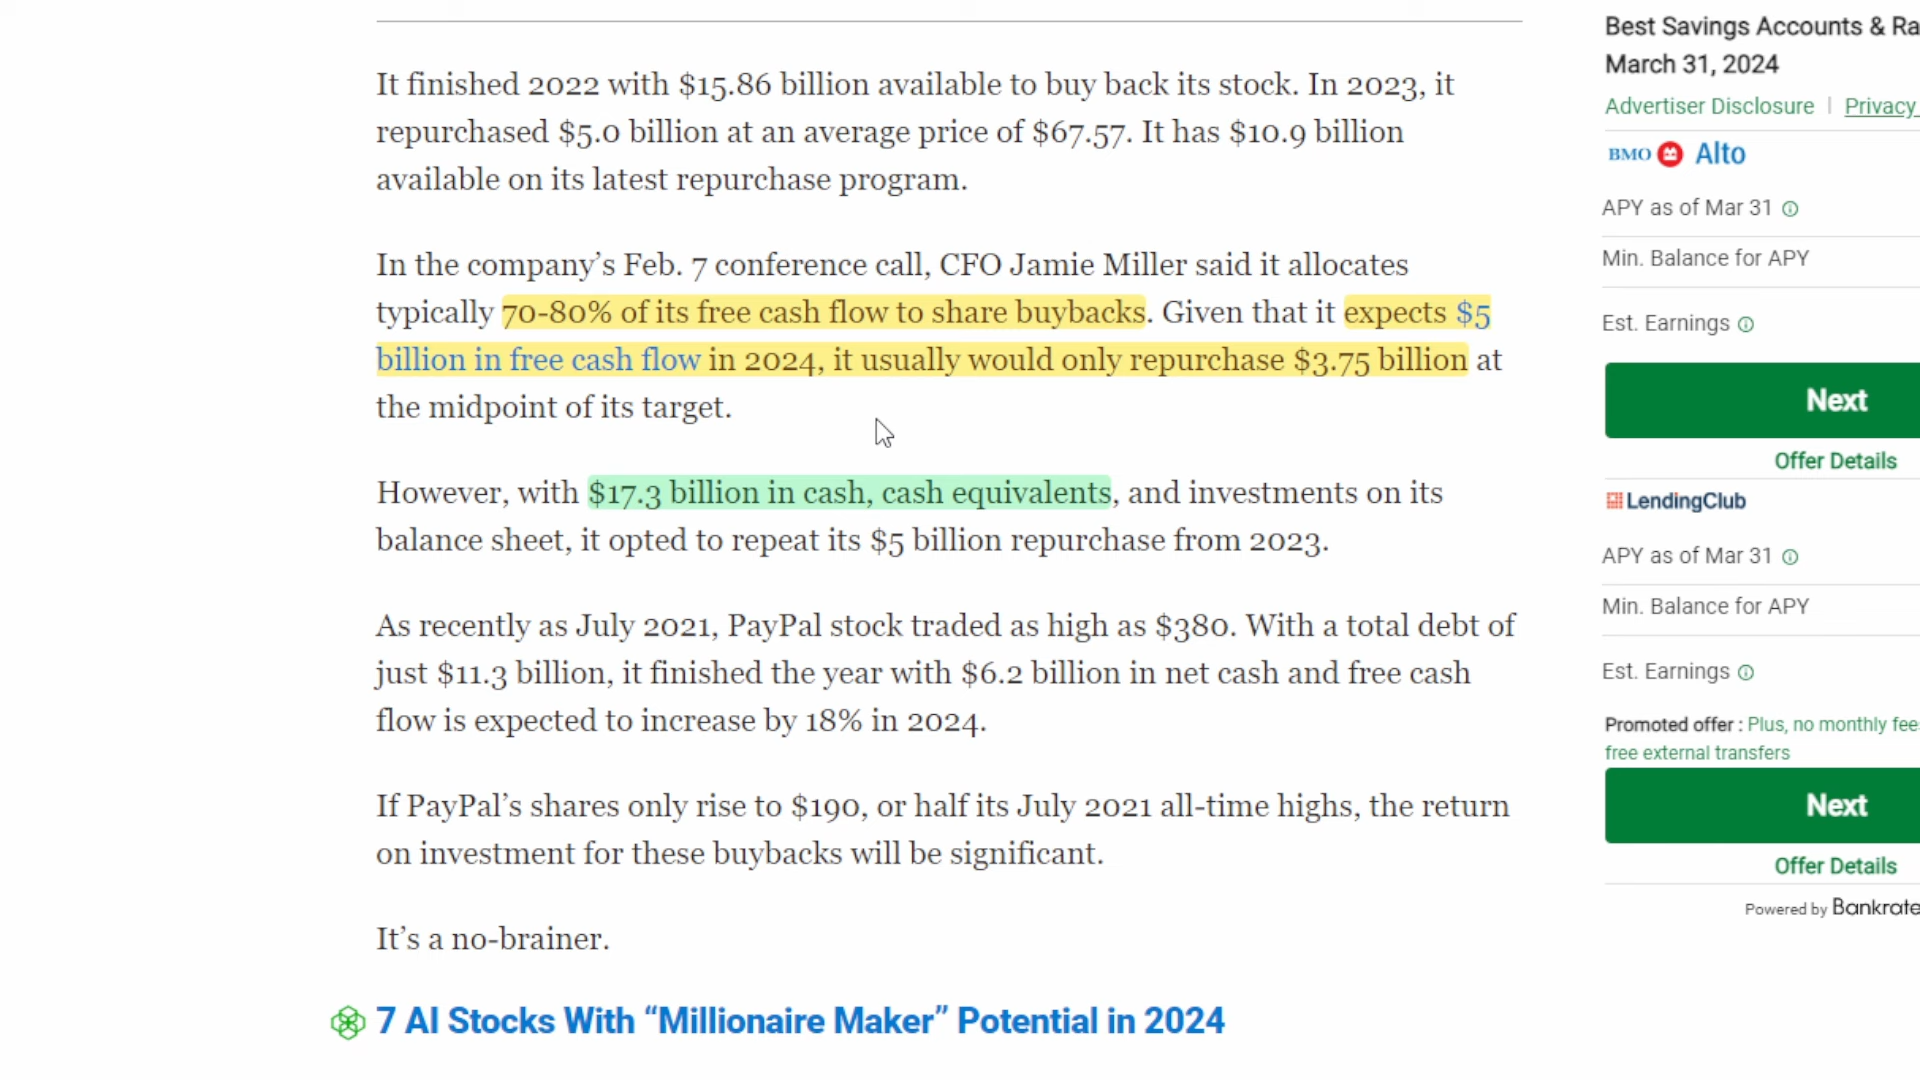 It finished 2022 with $15.86 billion available to buy back its stock. In 2023, it
repurchased $5.0 billion at an average price of $67.57. It has $10.9 billion
available on its latest repurchase program.
In the company’s Feb. 7 conference call, CFO Jamie Miller said it allocates
typically 70-80% of its free cash flow to share buybacks. Given that it expects $5
billion in free cash flow in 2024, it usually would only repurchase $3.75 billion at
the midpoint of its target.
However, with $17.3 billion in cash, cash equivalents, and investments on its
balance sheet, it opted to repeat its $5 billion repurchase from 2023.
As recently as July 2021, PayPal stock traded as high as $380. With a total debt of
just $11.3 billion, it finished the year with $6.2 billion in net cash and free cash
flow is expected to increase by 18% in 2024.
If PayPal’s shares only rise to $190, or half its July 2021 all-time highs, the return
on investment for these buybacks will be significant.
It’s a no-brainer.
7 AI Stocks With “Millionaire Maker” Potential in 2024
Best Savings Accounts & Ra
March 31, 2024
Advertiser Disclosure | Privacy
BMO Alto
APY as of Mar 31
Min. Balance for APY
Est. Earnings
Next
Offer Details
LendingClub
APY as of Mar 31
Min. Balance for APY
Est. Earnings
Promoted offer : Plus, no monthly fee
free external transfers
Next
Offer Details
Powered by Bankrate